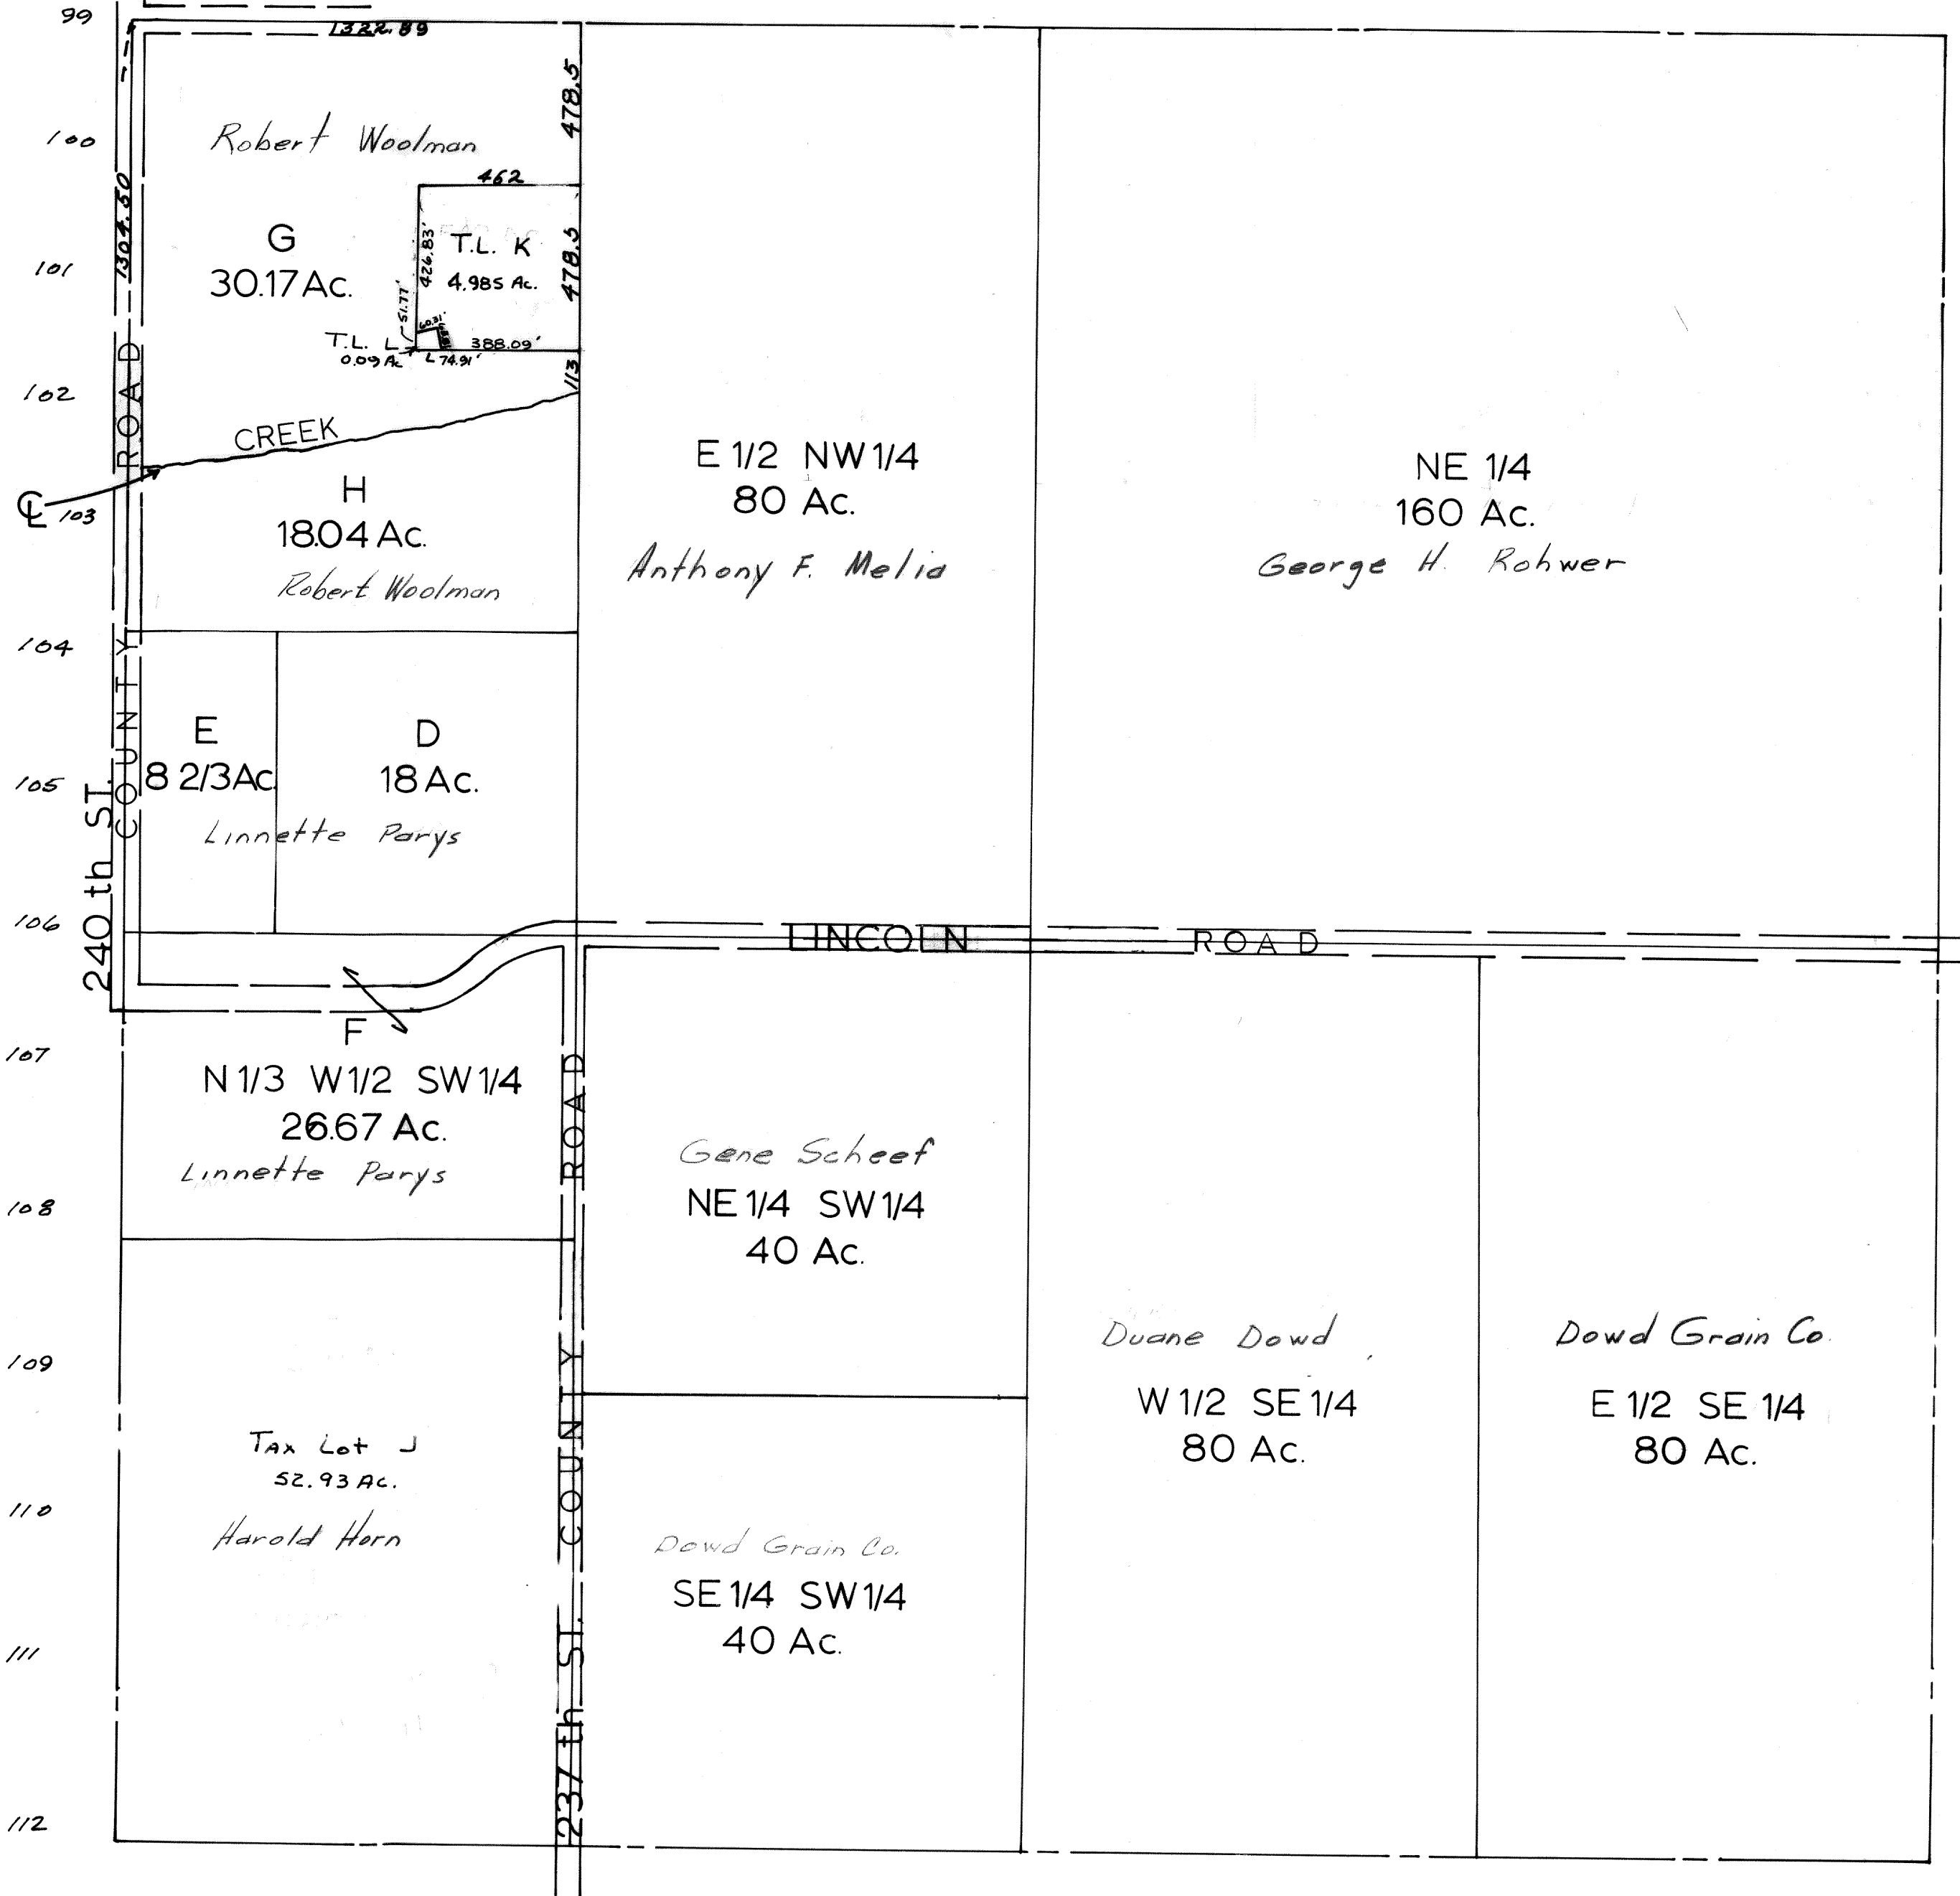 99
1322.89
478.5
100
Robert Woolman
462
1304.50
G
30.17 Ac.
426.83'
T.L. K
4.985 Ac.
478.5
101
51.77'
60.31'
T.L. L
0.09 Ac
388.09'
L 74.91'
113
102
CREEK
ROAD
E 1/2 NW 1/4
80 Ac.
Anthony F. Melia
NE 1/4
160 Ac.
George H. Rohwer
CL
103
H
18.04 Ac.
Robert Woolman
104
COUNTY
E
8 2/3 Ac.
D
18 Ac.
105
Linnette Parys
240 th ST.
106
LINCOLN ROAD
F
107
N 1/3 W 1/2 SW 1/4
26.67 Ac.
Linnette Parys
ROAD
Gene Scheef
NE 1/4 SW 1/4
40 Ac.
108
109
Duane Dowd
W 1/2 SE 1/4
80 Ac.
Dowd Grain Co.
E 1/2 SE 1/4
80 Ac.
Tax Lot J
52.93 Ac.
Harold Horn
COUNTY
110
Dowd Grain Co.
SE 1/4 SW 1/4
40 Ac.
111
237 th ST.
112